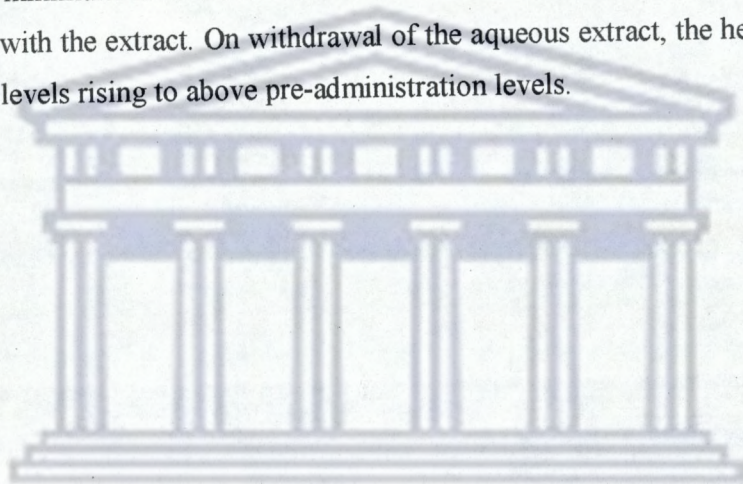 with the extract. On withdrawal of the aqueous extract, the he
levels rising to above pre-administration levels.